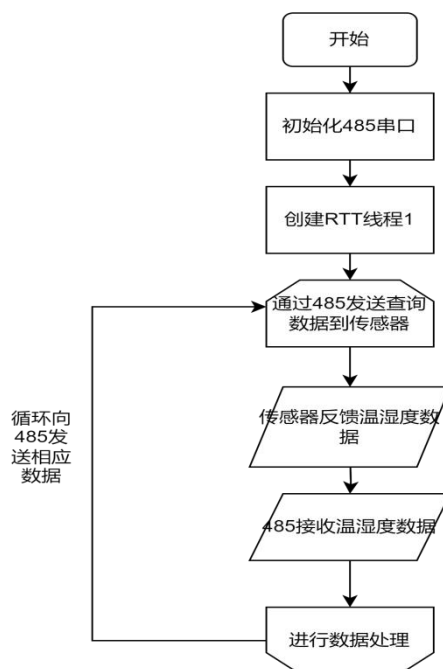 开始
初始化485串口
创建RTT线程1
通过485发送查询
数据到传感器
循环向
485发
送相应
数据
传感器反馈温湿度数
据
485接收温湿度数据
进行数据处理